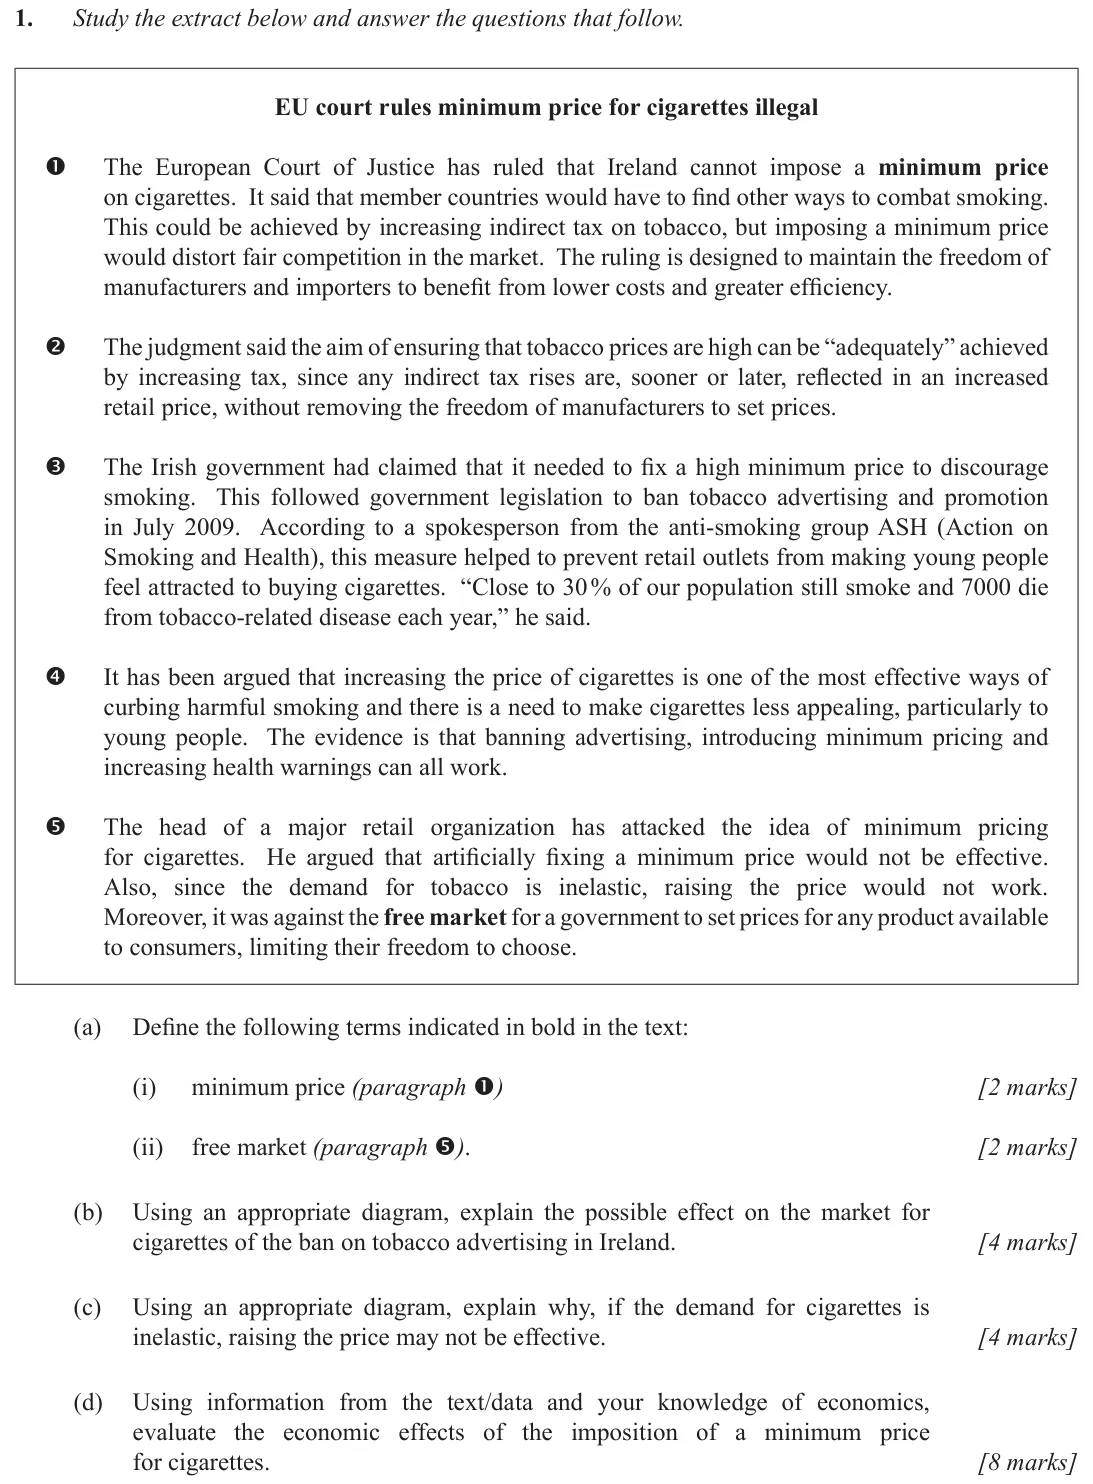 1. Study the extract below and answer the questions that follow.
EU court rules minimum price for cigarettes illegal
❶ The European Court of Justice has ruled that Ireland cannot impose a minimum price
on cigarettes. It said that member countries would have to find other ways to combat smoking.
This could be achieved by increasing indirect tax on tobacco, but imposing a minimum price
would distort fair competition in the market. The ruling is designed to maintain the freedom of
manufacturers and importers to benefit from lower costs and greater efficiency.
❷ The judgment said the aim of ensuring that tobacco prices are high can be “adequately” achieved
by increasing tax, since any indirect tax rises are, sooner or later, reflected in an increased
retail price, without removing the freedom of manufacturers to set prices.
❸ The Irish government had claimed that it needed to fix a high minimum price to discourage
smoking. This followed government legislation to ban tobacco advertising and promotion
in July 2009. According to a spokesperson from the anti-smoking group ASH (Action on
Smoking and Health), this measure helped to prevent retail outlets from making young people
feel attracted to buying cigarettes. “Close to 30 % of our population still smoke and 7000 die
from tobacco-related disease each year,” he said.
❹ It has been argued that increasing the price of cigarettes is one of the most effective ways of
curbing harmful smoking and there is a need to make cigarettes less appealing, particularly to
young people. The evidence is that banning advertising, introducing minimum pricing and
increasing health warnings can all work.
❺ The head of a major retail organization has attacked the idea of minimum pricing
for cigarettes. He argued that artificially fixing a minimum price would not be effective.
Also, since the demand for tobacco is inelastic, raising the price would not work.
Moreover, it was against the free market for a government to set prices for any product available
to consumers, limiting their freedom to choose.
(a) Define the following terms indicated in bold in the text:
(i) minimum price (paragraph ❶) [2 marks]
(ii) free market (paragraph ❺). [2 marks]
(b) Using an appropriate diagram, explain the possible effect on the market for
cigarettes of the ban on tobacco advertising in Ireland. [4 marks]
(c) Using an appropriate diagram, explain why, if the demand for cigarettes is
inelastic, raising the price may not be effective. [4 marks]
(d) Using information from the text/data and your knowledge of economics,
evaluate the economic effects of the imposition of a minimum price
for cigarettes. [8 marks]